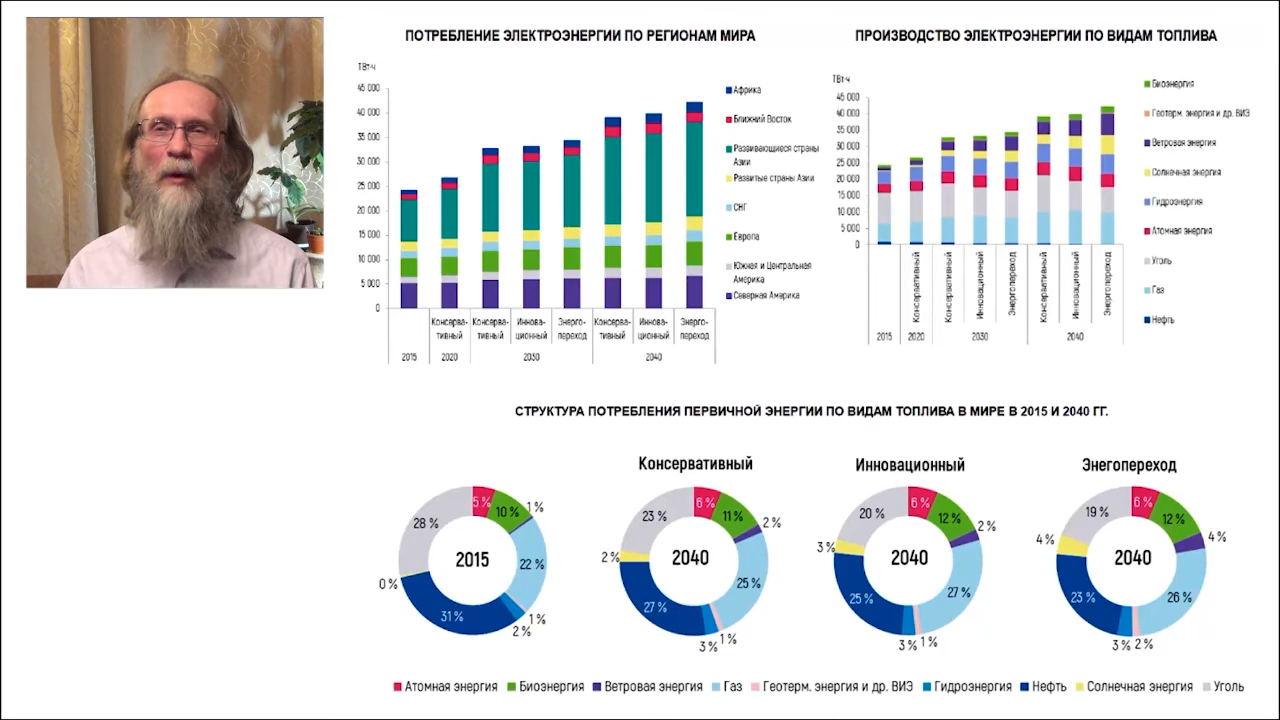 ПОТРЕБЛЕНИЕ ЭЛЕКТРОЭНЕРГИИ ПО РЕГИОНАМ МИРА
ТВт·ч
45 000
40 000
35 000
30 000
25 000
20 000
15 000
10 000
5 000
0
Консерва-
тивный
Консерва-
тивный
Иннова-
ционный
Энерго-
переход
Консерва-
тивный
Иннова-
ционный
Энерго-
переход
2015
2020
2030
2040
Африка
Ближний Восток
Развивающиеся страны
Азии
Развитые страны Азии
СНГ
Европа
Южная и Центральная
Америка
Северная Америка
ПРОИЗВОДСТВО ЭЛЕКТРОЭНЕРГИИ ПО ВИДАМ ТОПЛИВА
ТВт·ч
45 000
40 000
35 000
30 000
25 000
20 000
15 000
10 000
5 000
0
Консервативный
Консервативный
Инновационный
Энергопереход
Консервативный
Инновационный
Энергопереход
2015
2020
2030
2040
Биоэнергия
Геотерм. энергия и др. ВИЭ
Ветровая энергия
Солнечная энергия
Гидроэнергия
Атомная энергия
Уголь
Газ
Нефть
СТРУКТУРА ПОТРЕБЛЕНИЯ ПЕРВИЧНОЙ ЭНЕРГИИ ПО ВИДАМ ТОПЛИВА В МИРЕ В 2015 И 2040 ГГ.
2015
5 %
10 %
1 %
22 %
1 %
2 %
31 %
0 %
28 %
Консервативный
2040
6 %
11 %
2 %
25 %
1 %
3 %
27 %
2 %
23 %
Инновационный
2040
6 %
12 %
2 %
27 %
1 %
3 %
25 %
3 %
20 %
Энегопереход
2040
6 %
12 %
4 %
26 %
2 %
3 %
23 %
4 %
19 %
Атомная энергия Биоэнергия Ветровая энергия Газ Геотерм. энергия и др. ВИЭ Гидроэнергия Нефть Солнечная энергия Уголь